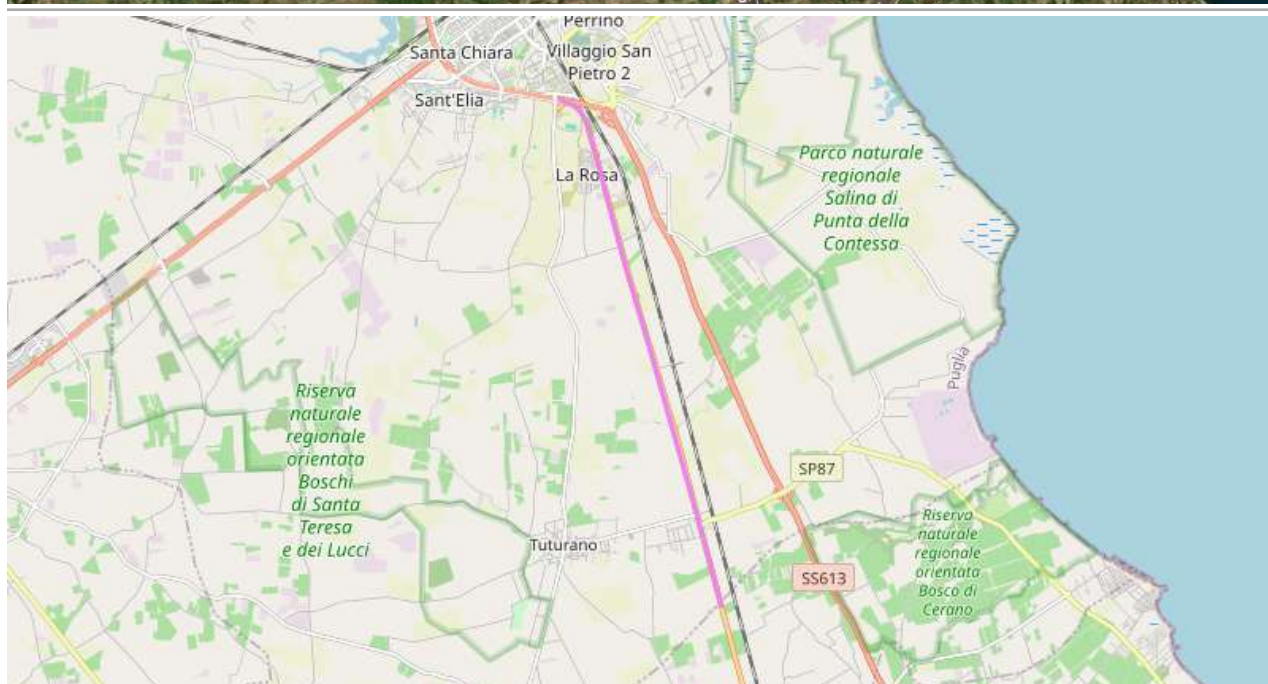 Perrino
Santa Chiara
Villaggio San
Pietro 2
Sant'Elia
La Rosa
Parco naturale
regionale
Salina di
Punta della
Contessa
Puglia
Riserva
naturale
regionale
orientata
Boschi
di Santa
Teresa
e dei Lucci
SP87
Tuturano
Riserva
naturale
regionale
orientata
Bosco di
Cerano
SS613